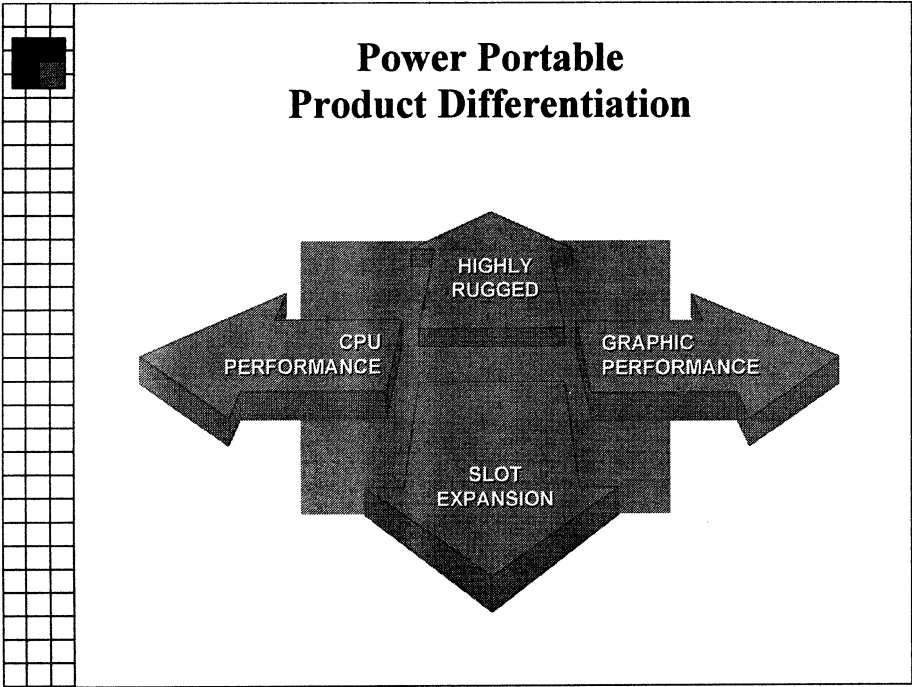 Power Portable
Product Differentiation
HIGHLY
RUGGED
CPU
PERFORMANCE
GRAPHIC
PERFORMANCE
SLOT
EXPANSION